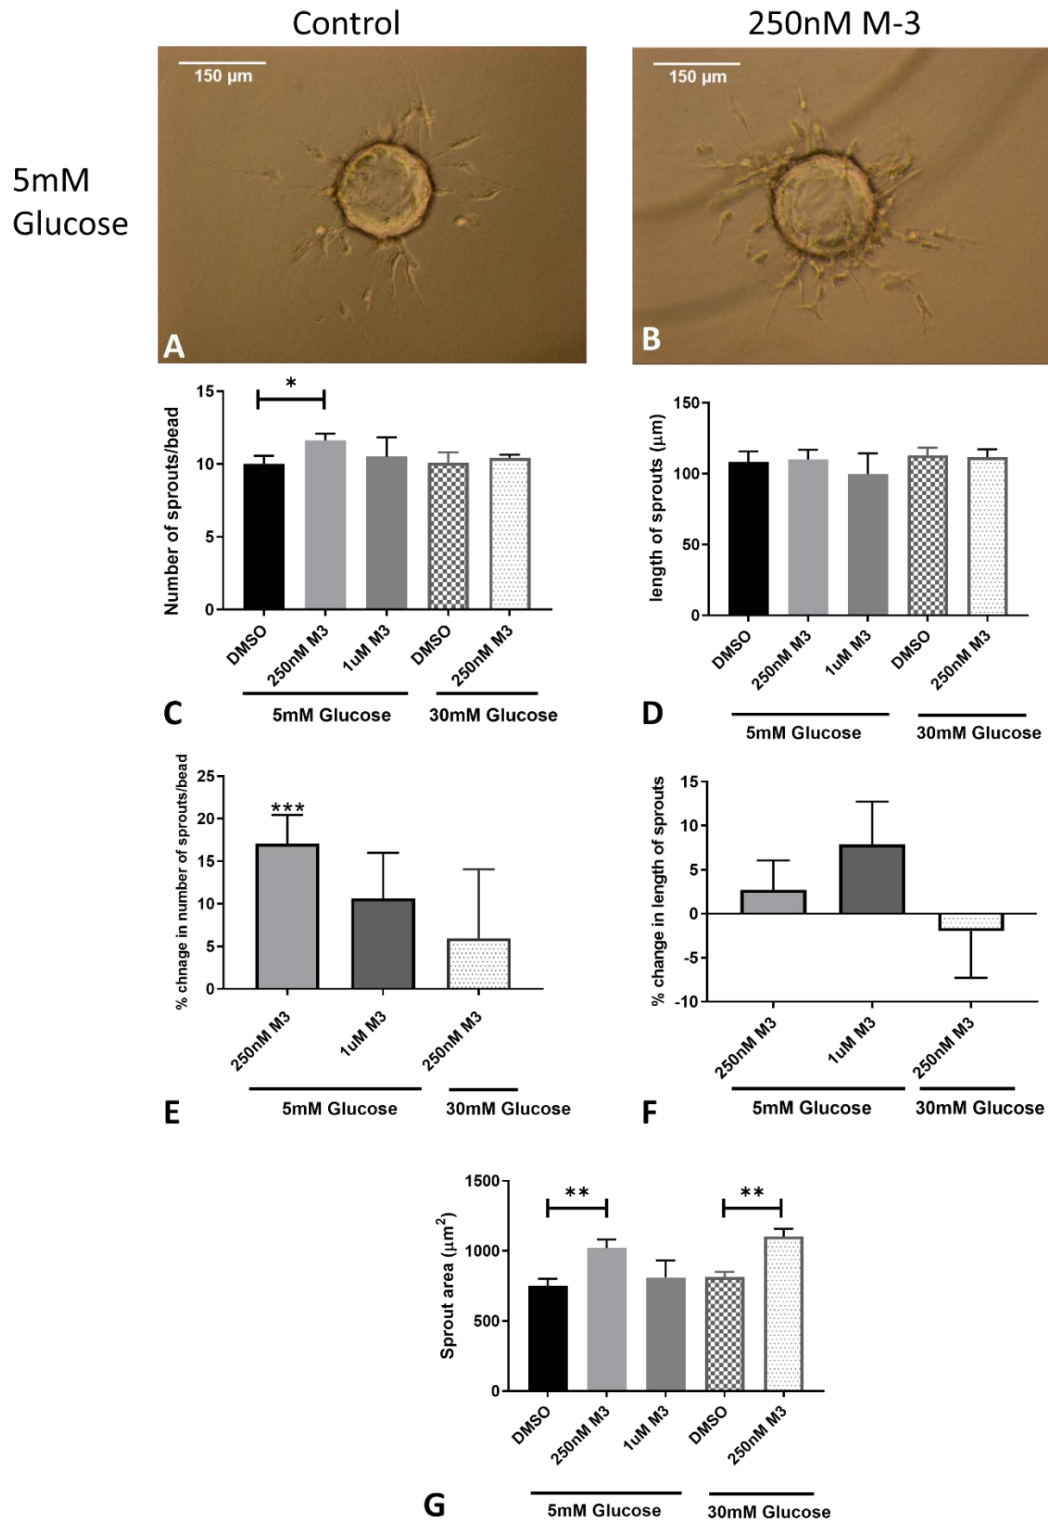 Control
250nM M-3
5mM
Glucose
150 µm
150 µm
A
B
Number of sprouts/bead
15
10
5
0
*
DMSO
250nM M3
1uM M3
DMSO
250nM M3
5mM Glucose
30mM Glucose
C
length of sprouts (µm)
150
100
50
0
DMSO
250nM M3
1uM M3
DMSO
250nM M3
5mM Glucose
30mM Glucose
D
% chnage in number of sprouts/bead
25
20
15
10
5
0
***
250nM M3
1uM M3
250nM M3
5mM Glucose
30mM Glucose
E
% change in length of sprouts
15
10
5
0
-5
-10
250nM M3
1uM M3
250nM M3
5mM Glucose
30mM Glucose
F
Sprout area (µm²)
1500
1000
500
0
**
**
DMSO
250nM M3
1uM M3
DMSO
250nM M3
5mM Glucose
30mM Glucose
G